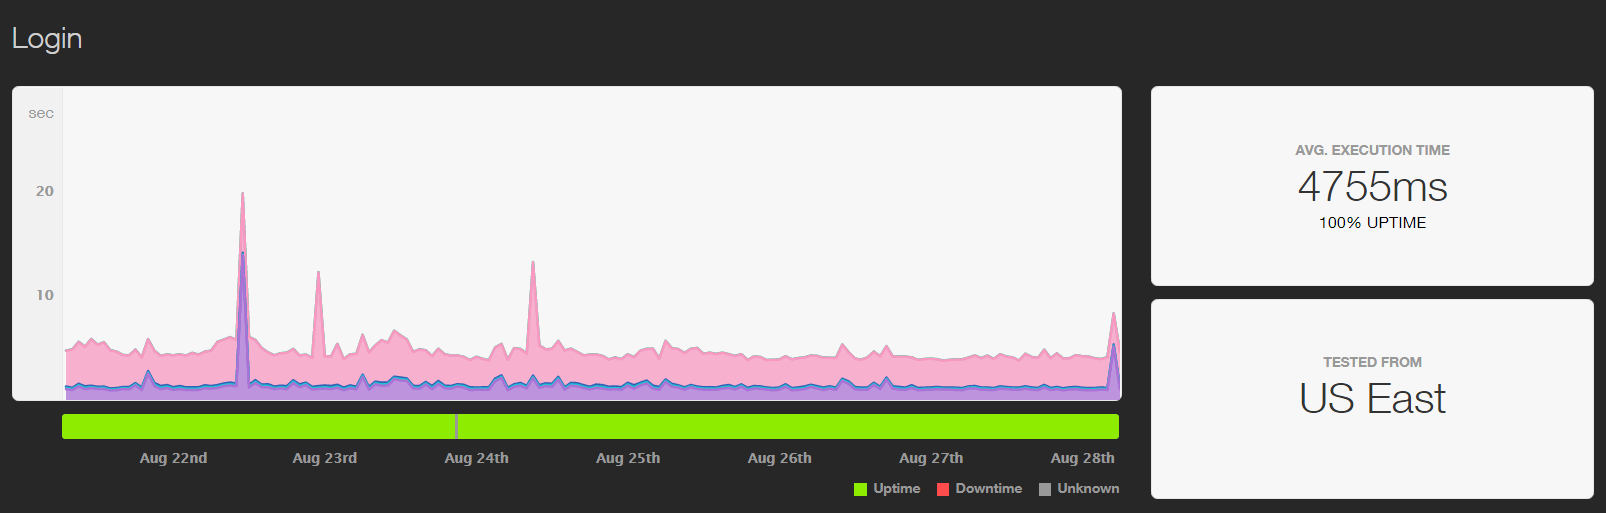 Login
sec
20
10
AVG. EXECUTION TIME
4755ms
100% UPTIME
TESTED FROM
US East
Aug 22nd Aug 23rd Aug 24th Aug 25th Aug 26th Aug 27th Aug 28th
Uptime Downtime Unknown